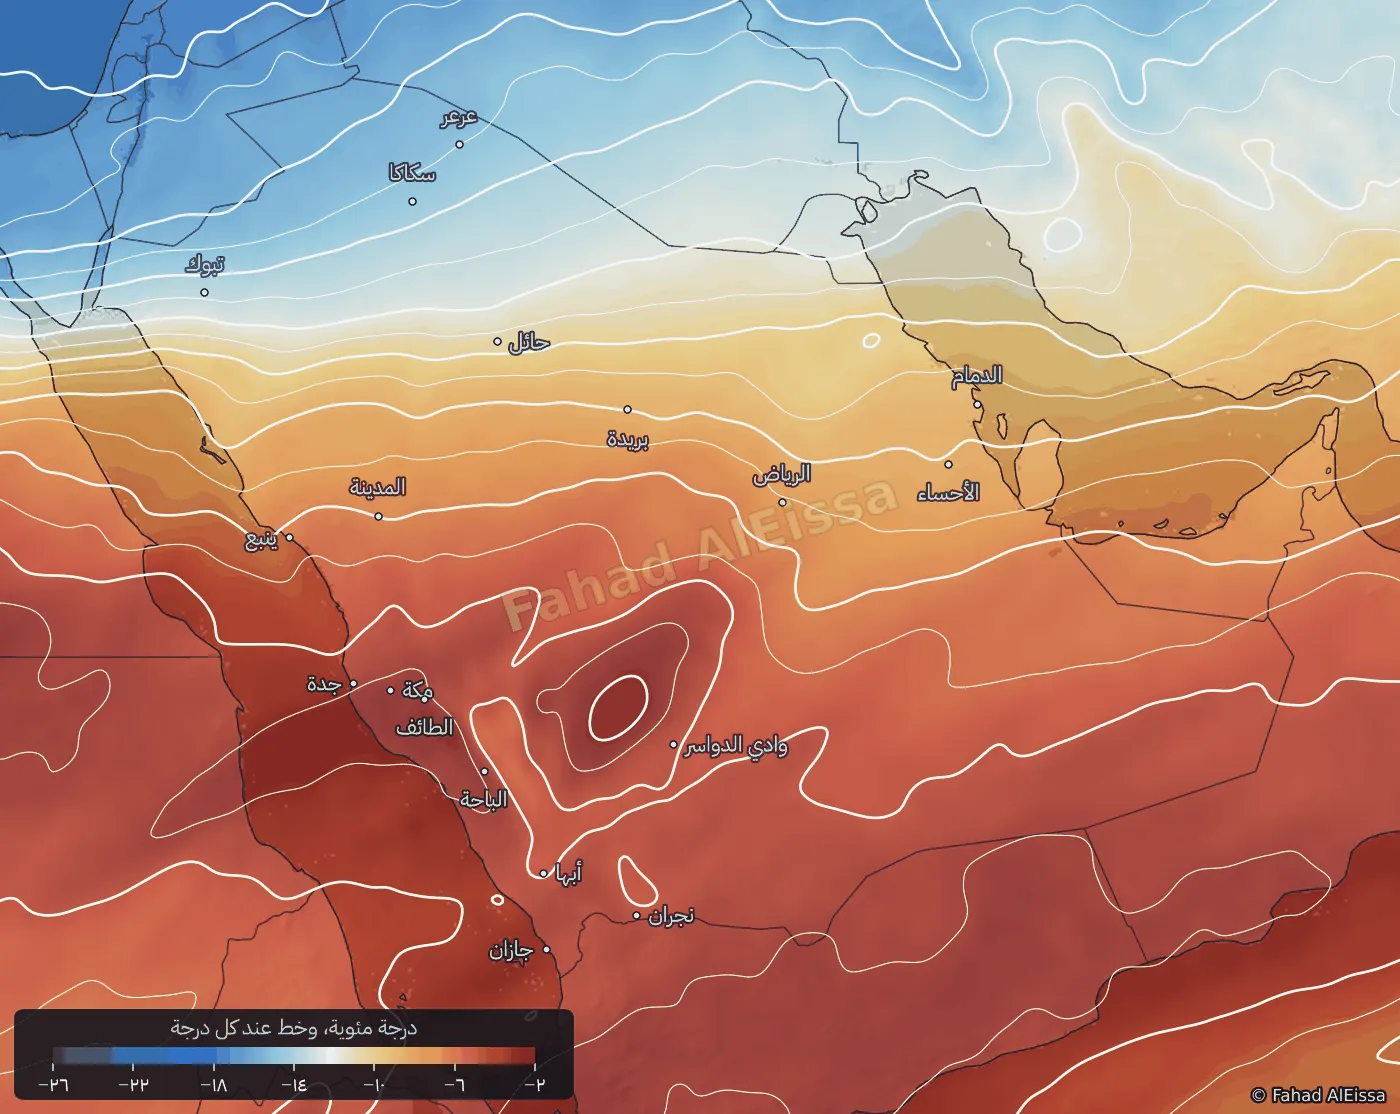 عرعر
سكاكا
تبوك
حائل
الدمام
بريدة
الرياض
الأحساء
المدينة
ينبع
Fahad AlEissa
جدة
مكة
الطائف
وادي الدواسر
الباحة
أبها
نجران
جازان
درجة مئوية، وخط عند كل درجة
−٢٦ −٢٢ −١٨ −١٤ −١٠ −٦ −٢
© Fahad AlEissa